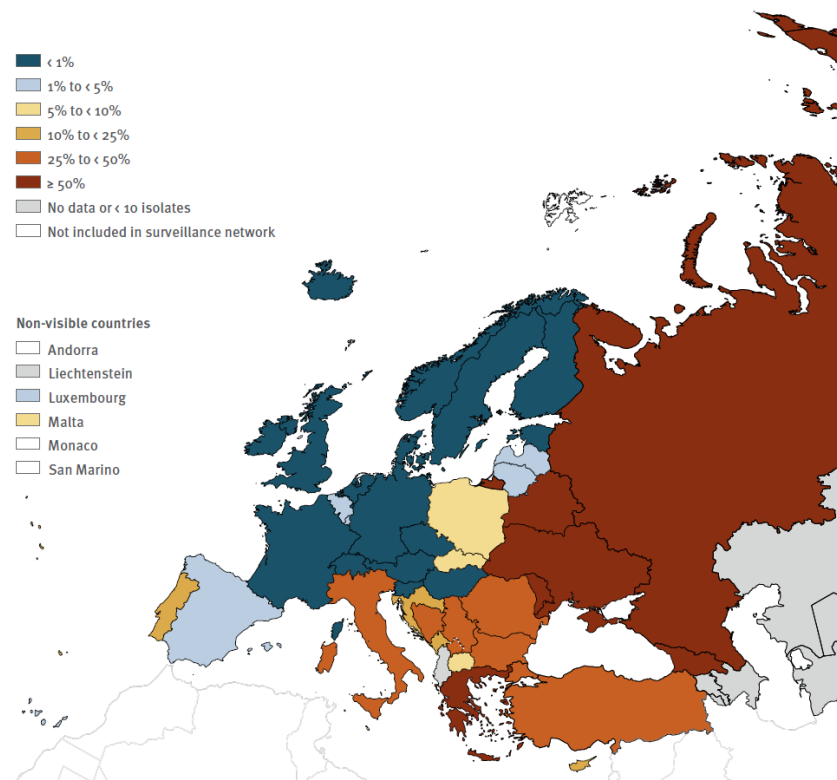 < 1%
1% to < 5%
5% to < 10%
10% to < 25%
25% to < 50%
≥ 50%
No data or < 10 isolates
Not included in surveillance network
Non-visible countries
Andorra
Liechtenstein
Luxembourg
Malta
Monaco
San Marino